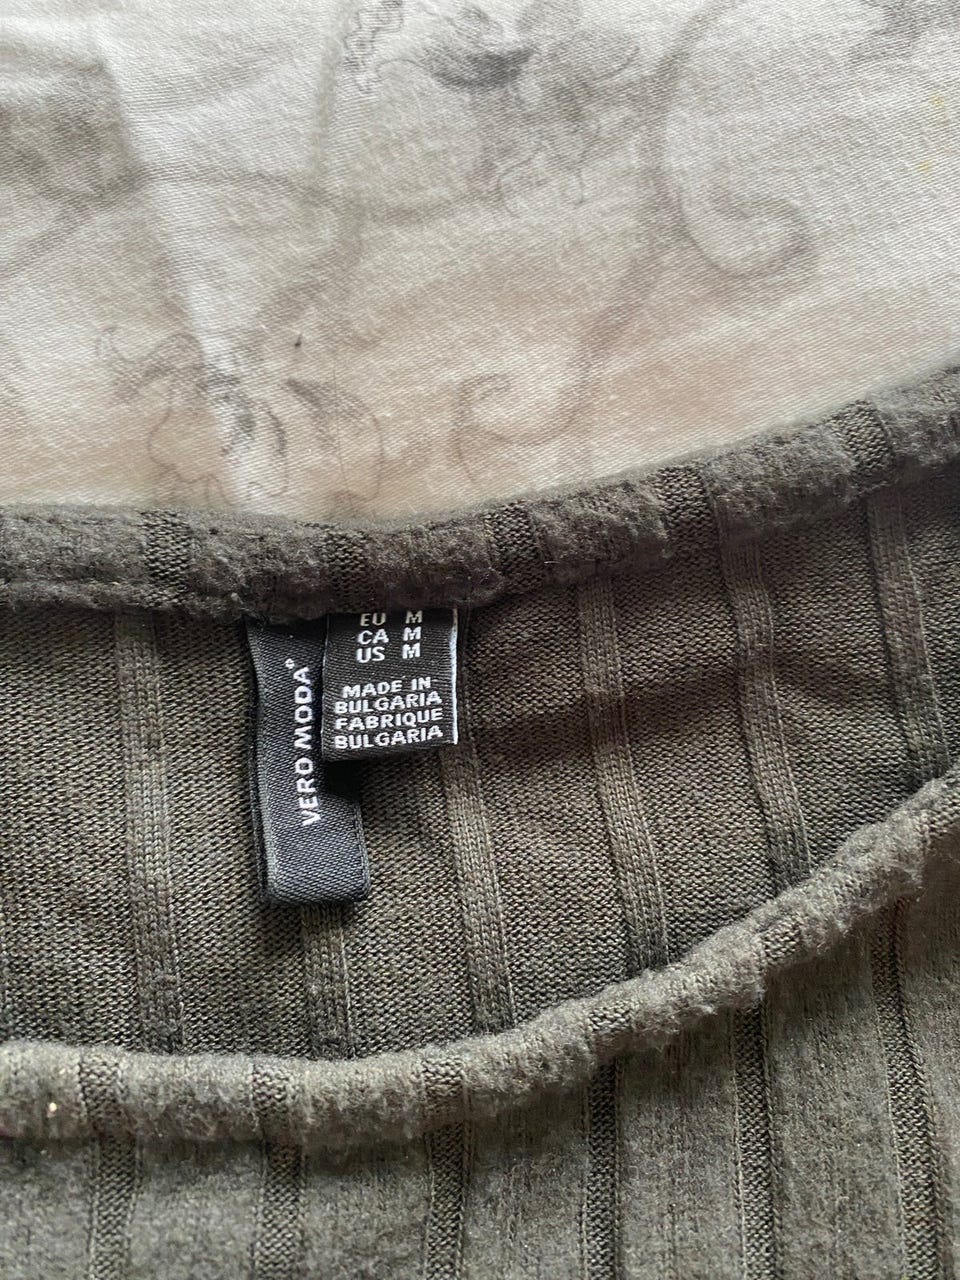 EU M
CA M
US M
MADE IN
BULGARIA
FABRIQUE
BULGARIA
VERO MODA®